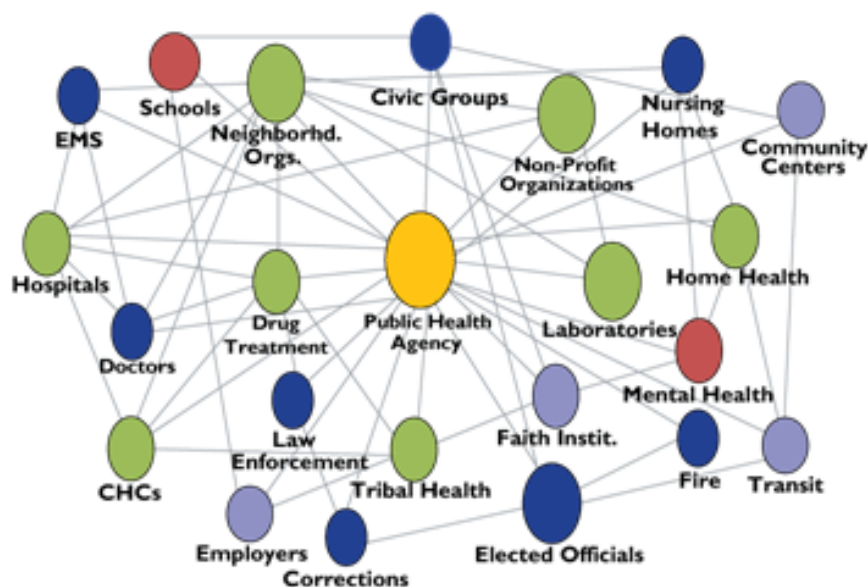 Civic Groups
Schools
EMS
Neighborhd.
Orgs.
Nursing
Homes
Community
Centers
Non-Profit
Organizations
Hospitals
Home Health
Drug
Treatment
Public Health
Agency
Laboratories
Doctors
Mental Health
Law
Enforcement
Faith Instit.
CHCs
Tribal Health
Fire
Transit
Employers
Elected Officials
Corrections